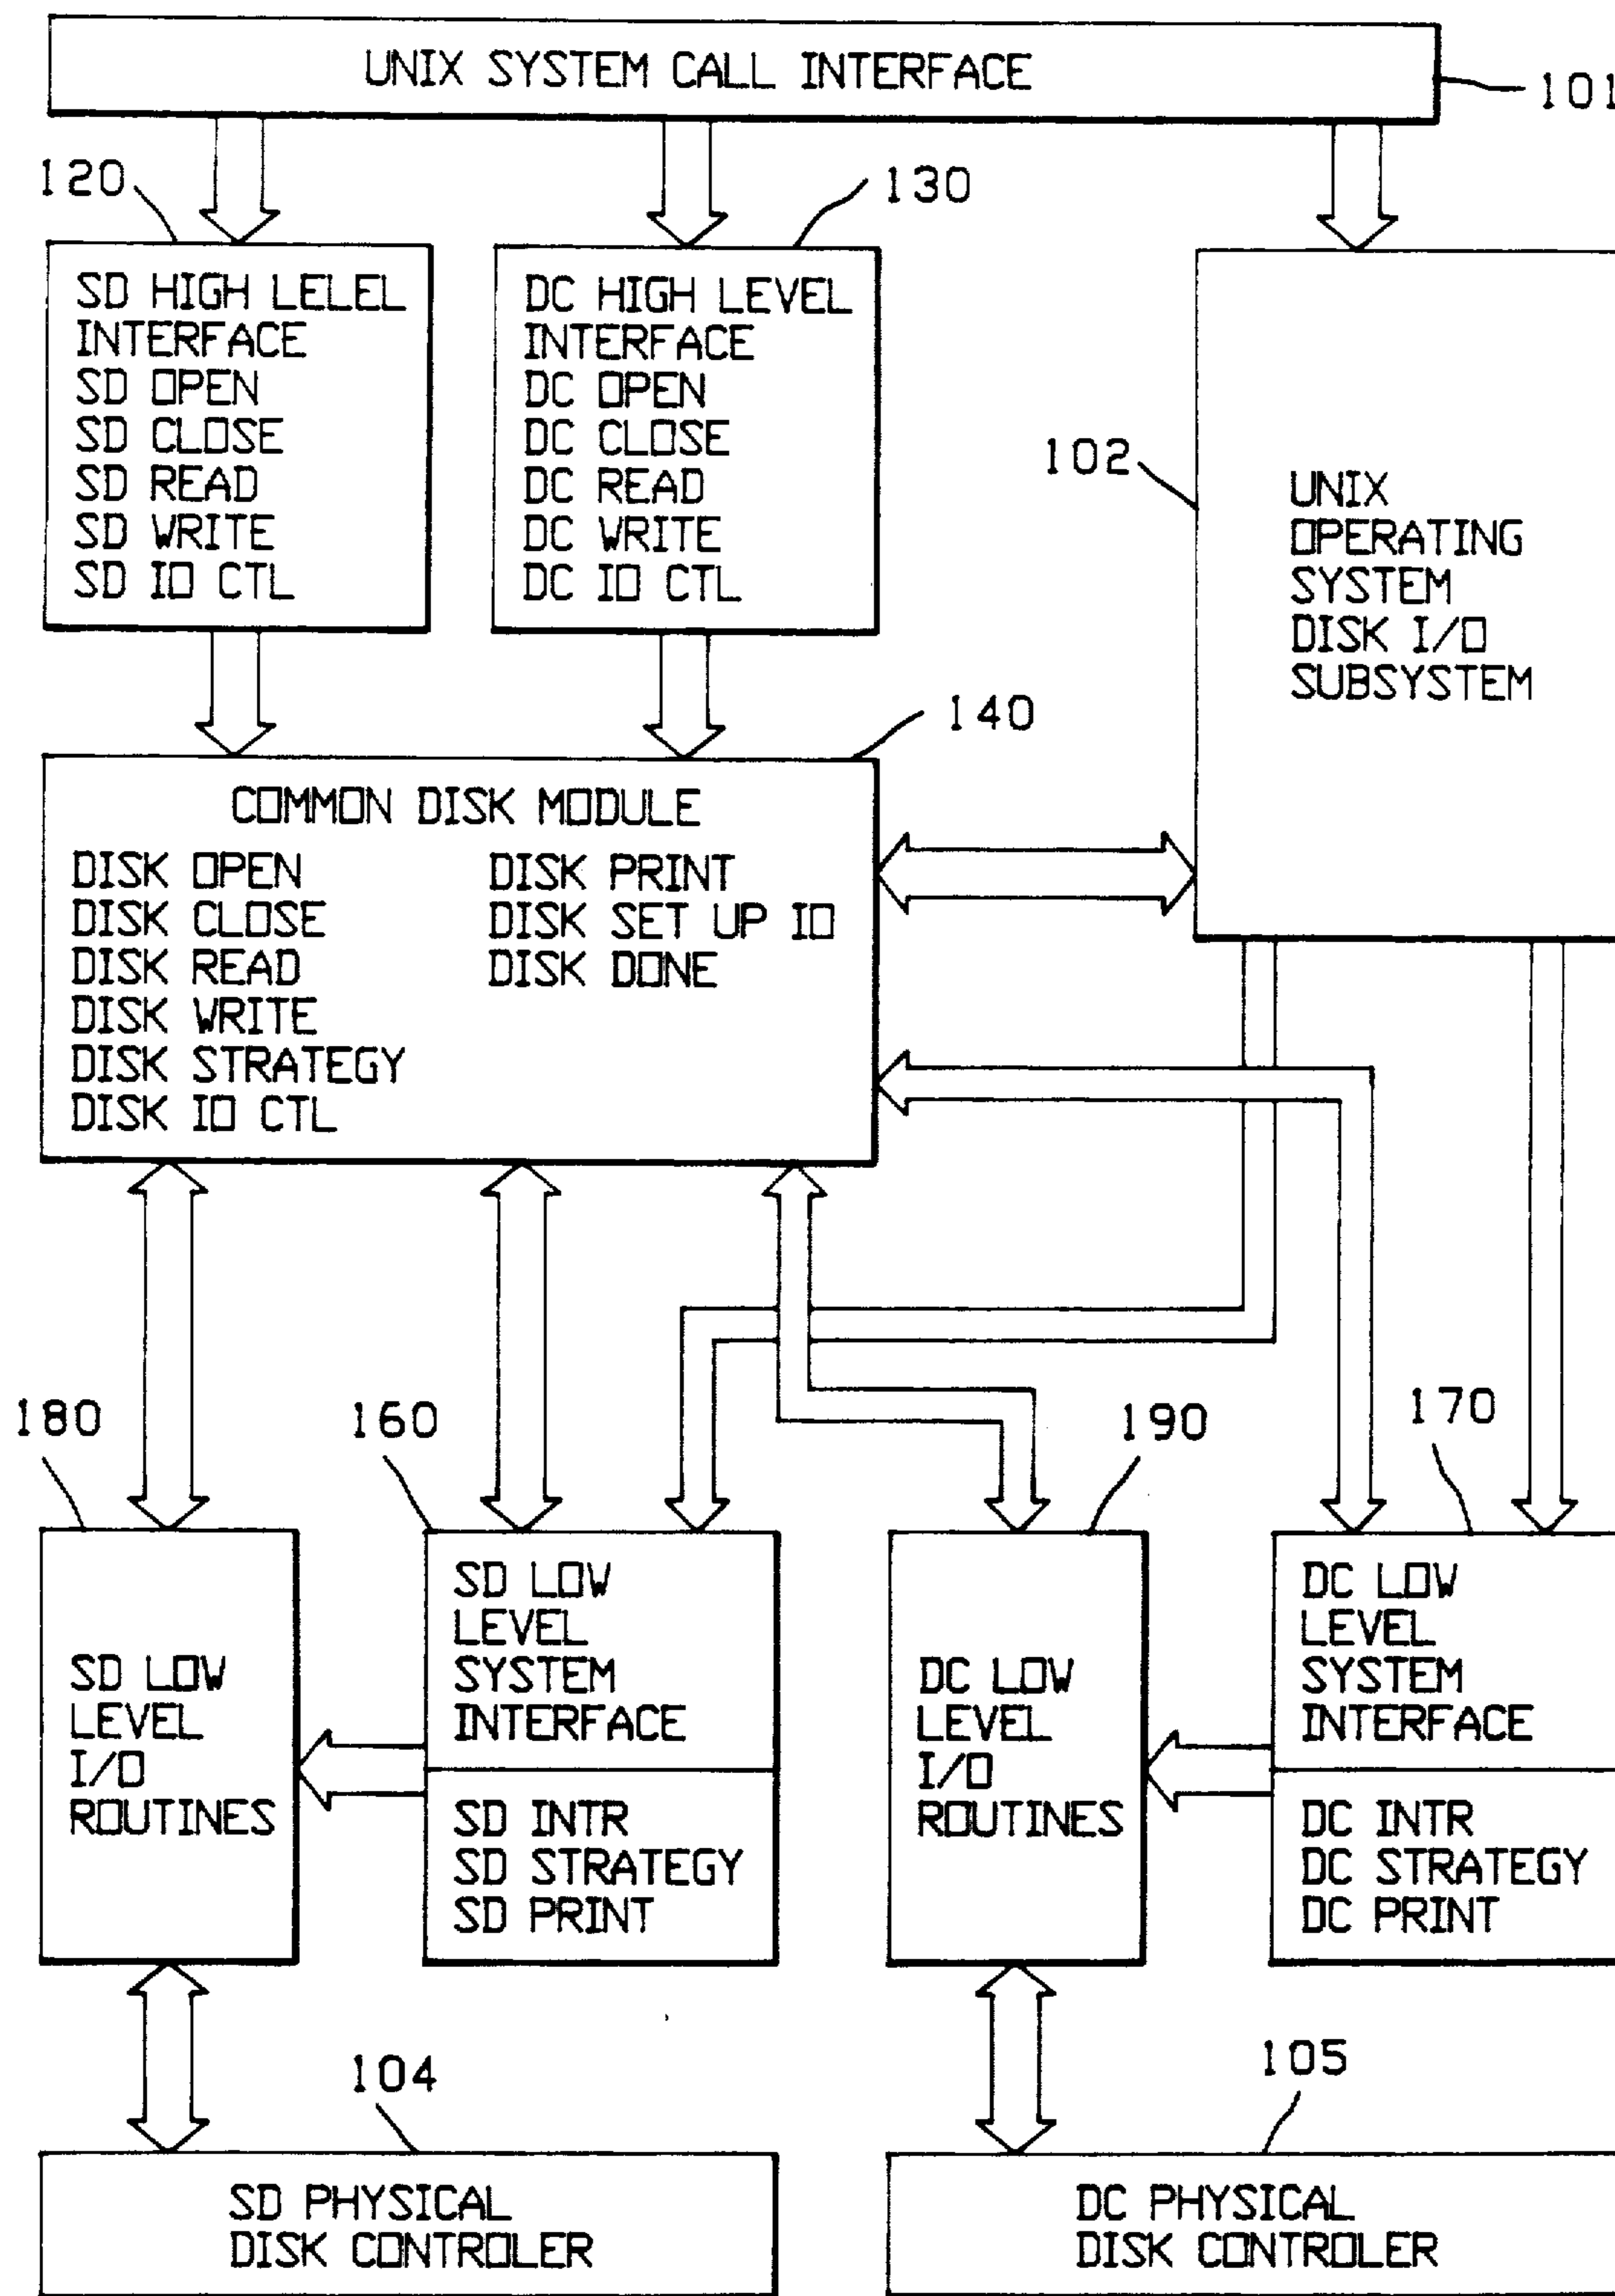 UNIX SYSTEM CALL INTERFACE
101
120
130
SD HIGH LELEL
INTERFACE
SD OPEN
SD CLOSE
SD READ
SD WRITE
SD IO CTL
DC HIGH LEVEL
INTERFACE
DC OPEN
DC CLOSE
DC READ
DC WRITE
DC IO CTL
102
UNIX
OPERATING
SYSTEM
DISK I/O
SUBSYSTEM
140
COMMON DISK MODULE
DISK OPEN
DISK CLOSE
DISK READ
DISK WRITE
DISK STRATEGY
DISK IO CTL
DISK PRINT
DISK SET UP IO
DISK DONE
180
160
190
170
SD LOW
LEVEL
I/O
ROUTINES
SD LOW
LEVEL
SYSTEM
INTERFACE
SD INTR
SD STRATEGY
SD PRINT
DC LOW
LEVEL
I/O
ROUTINES
DC LOW
LEVEL
SYSTEM
INTERFACE
DC INTR
DC STRATEGY
DC PRINT
104
105
SD PHYSICAL
DISK CONTROLER
DC PHYSICAL
DISK CONTROLER